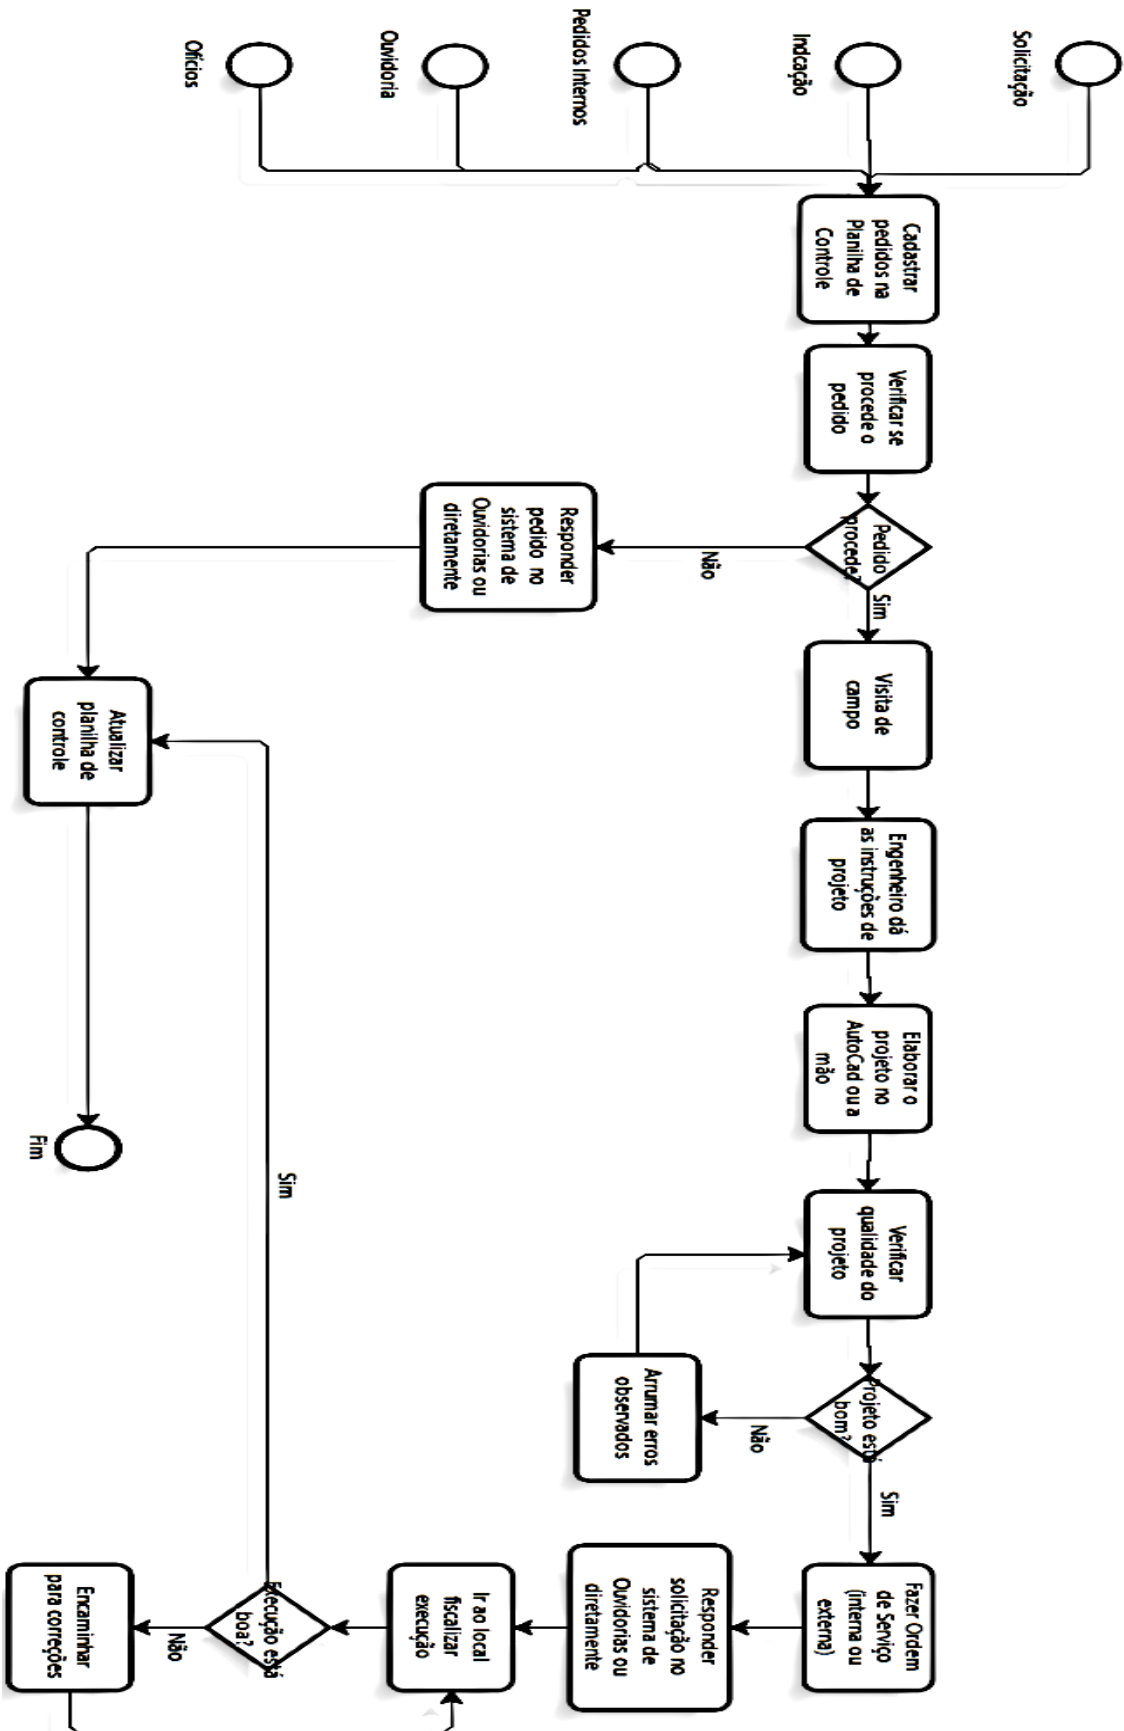 Solicitação
Indcação
Pedidos Internos
Ouvidoria
Ofícios
Cadastrar
pedidos na
Planilha de
Controle
Verificar se
procede o
pedido
Pedido
procede?
Não
Sim
Responder
pedido no
sistema de
Ouvidorias ou
diretamente
Visita de
campo
Engenheiro dá
as instruções de
projeto
Elaborar o
projeto no
AutoCad ou a
mão
Verificar
qualidade do
projeto
Projeto está
bom?
Não
Sim
Arrumar erros
observados
Fazer Ordem
de Serviço
(interna ou
externa)
Responder
solicitação no
sistema de
Ouvidorias ou
diretamente
Ir ao local
fiscalizar
execução
Execução está
boa?
Não
Sim
Encaminhar
para correções
Atualizar
planilha de
controle
Fim